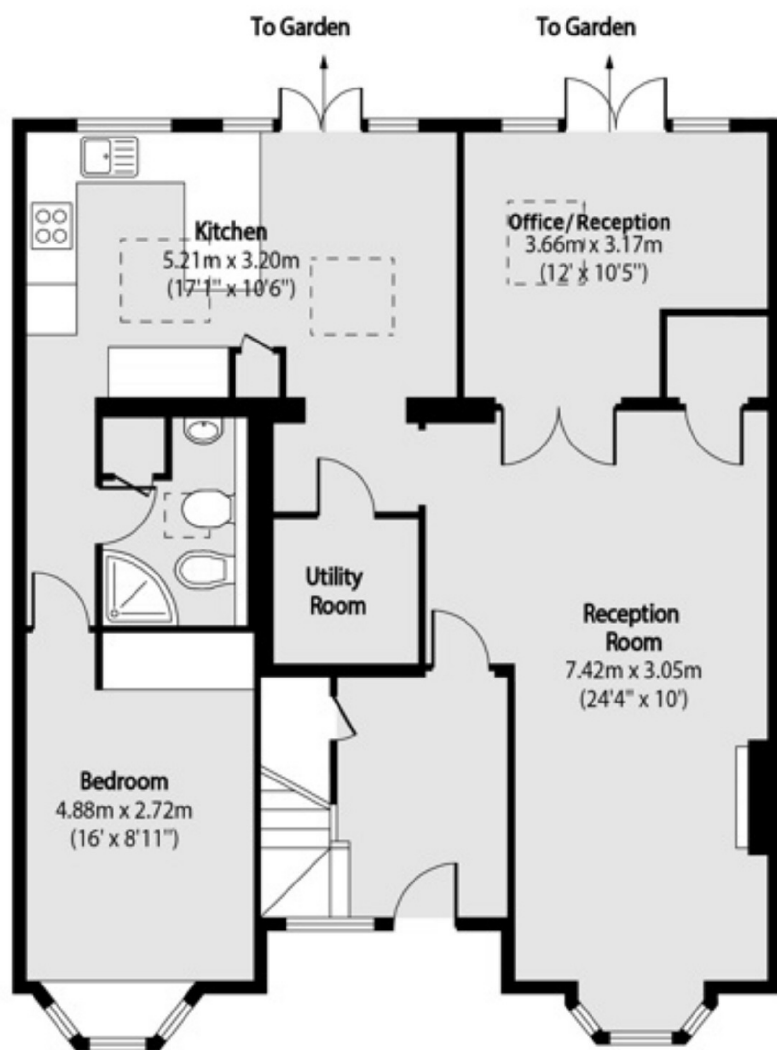 To Garden
To Garden
Kitchen
5.21m x 3.20m
(17'1" x 10'6")
Office/Reception
3.66m x 3.17m
(12' x 10'5")
Utility
Room
Reception
Room
7.42m x 3.05m
(24'4" x 10')
Bedroom
4.88m x 2.72m
(16' x 8'11")